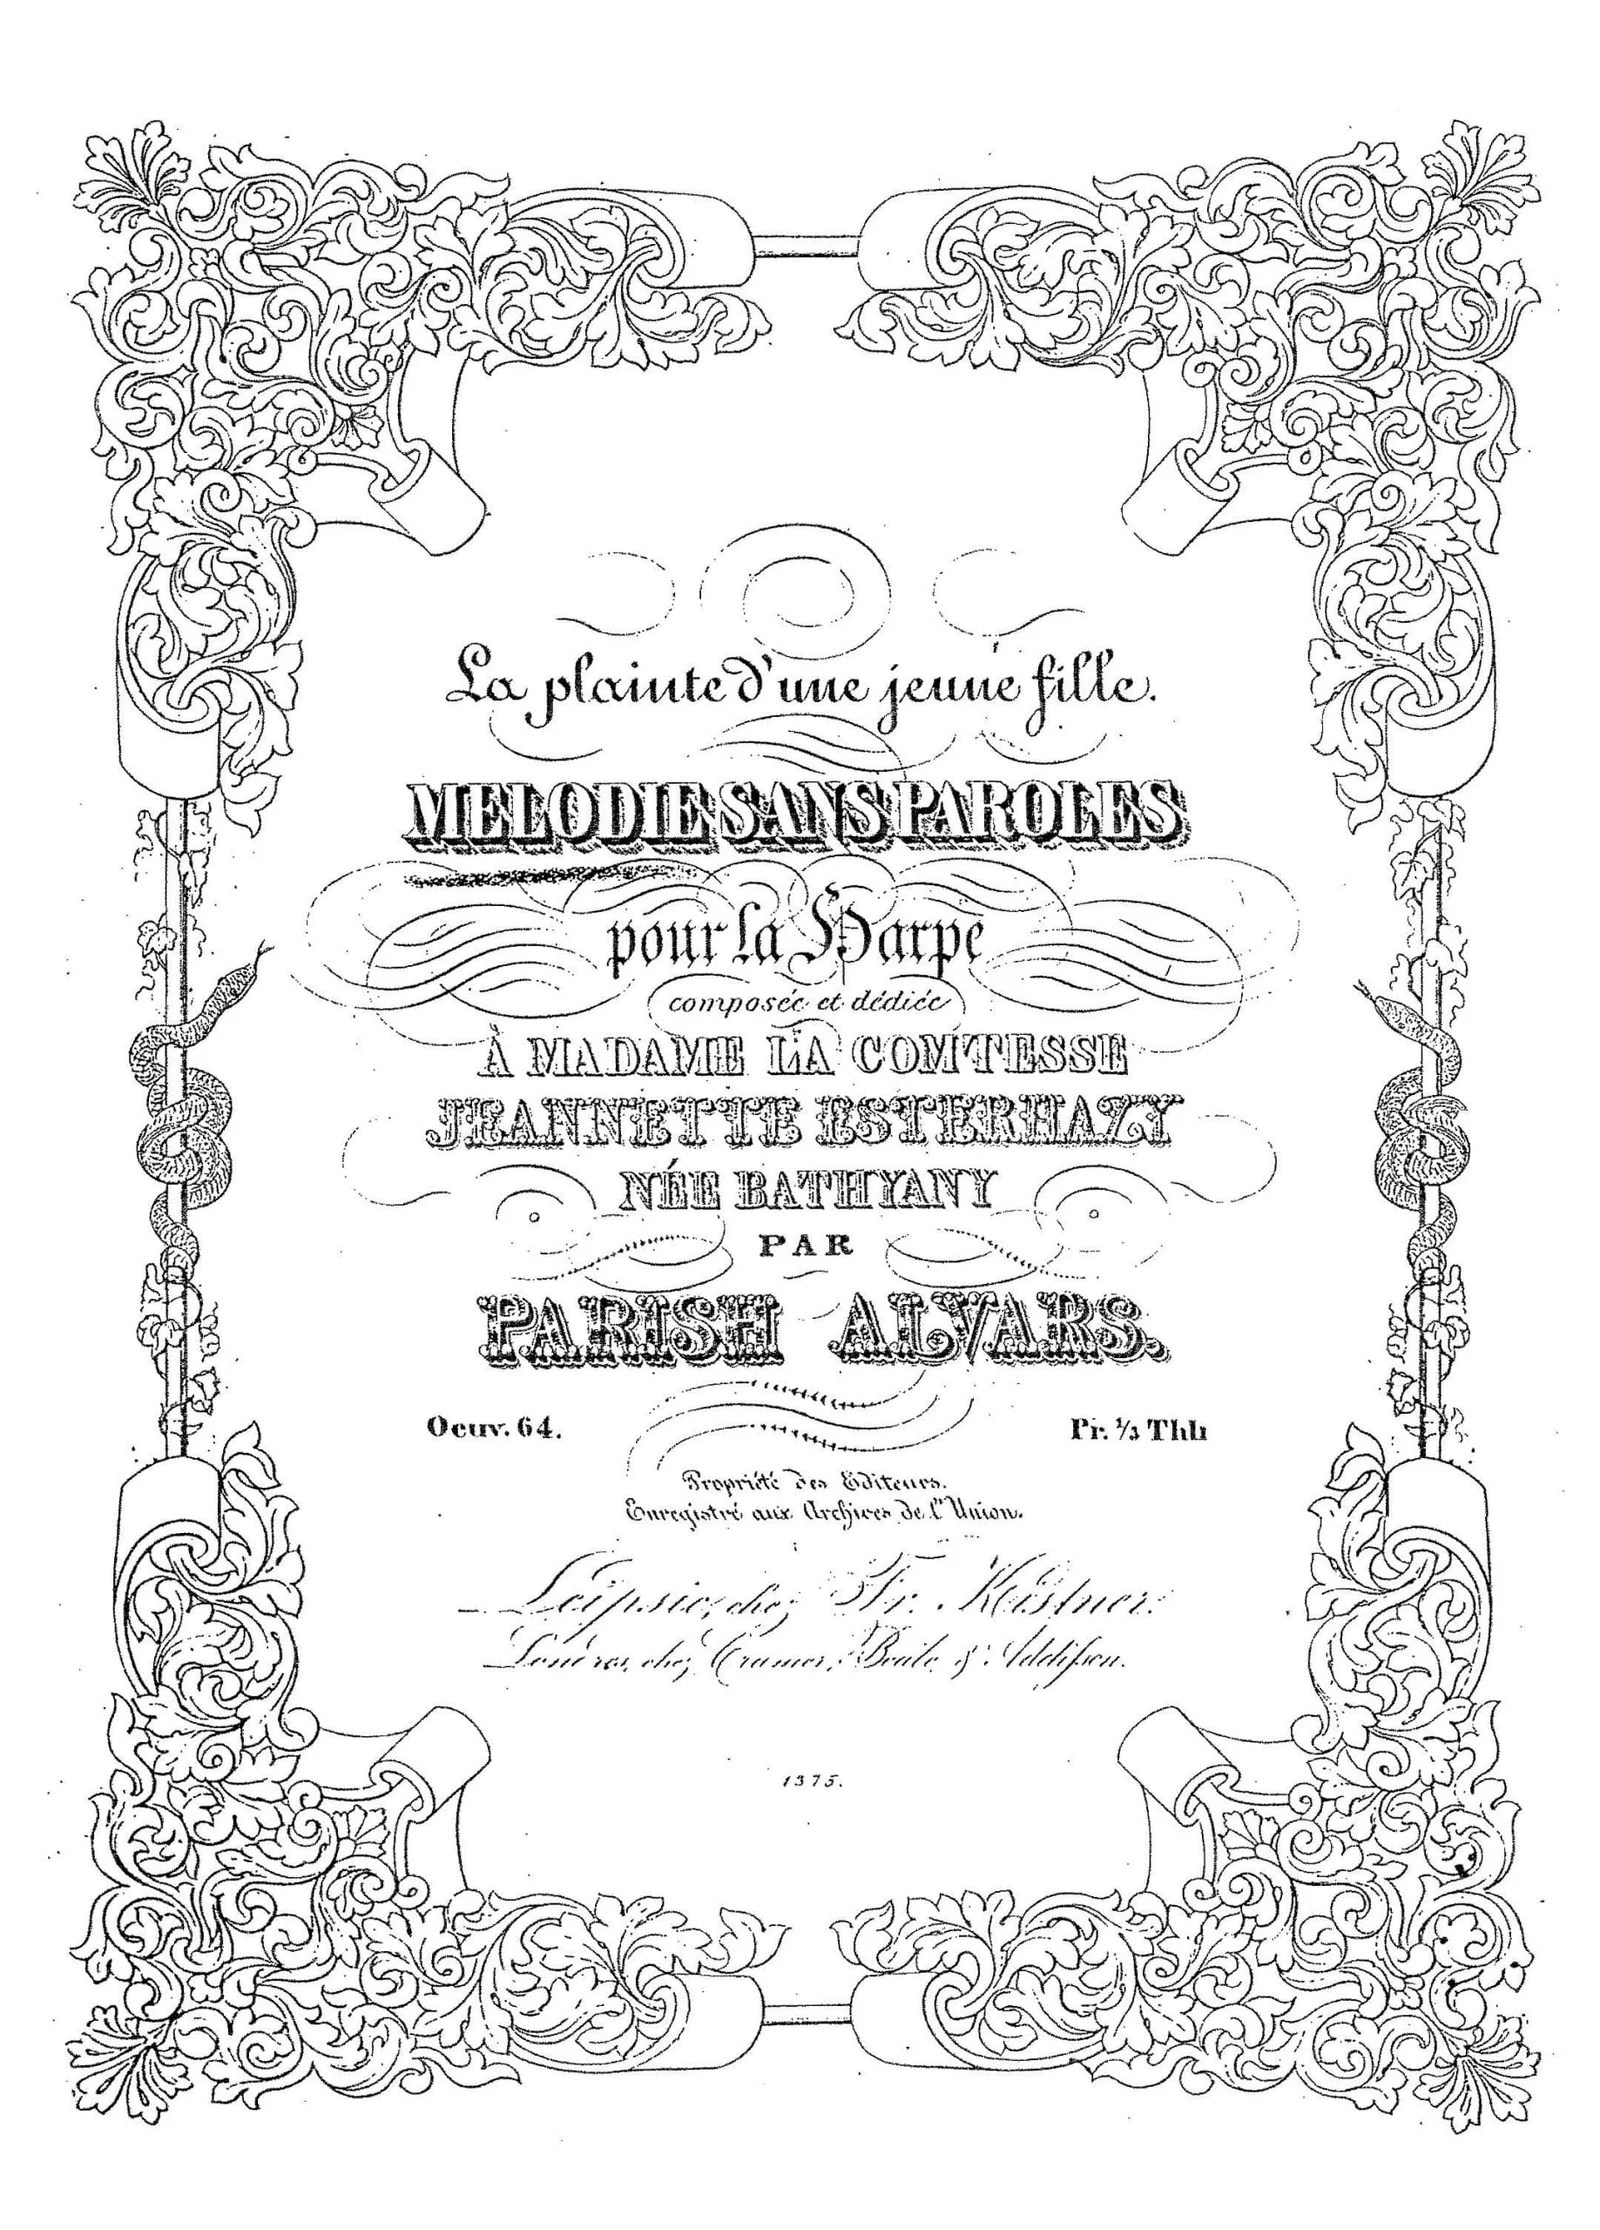 La plainte d'une jeune fille.
MELODIE SANS PAROLES
pour la Harpe
composée et dédiée
À MADAME LA COMTESSE
JEANNETTE ESTERHAZY
NÉE BATHYANY
PAR
PARISH ALVARS.
Oeuv. 64.
Pr. 1/3 Thlr
Propriété des Editeurs.
Enregistré aux Archives de l'Union.
Leipsic, chez Fr. Kistner.
Londres, chez Cramer, Beale & Addison.
1375.